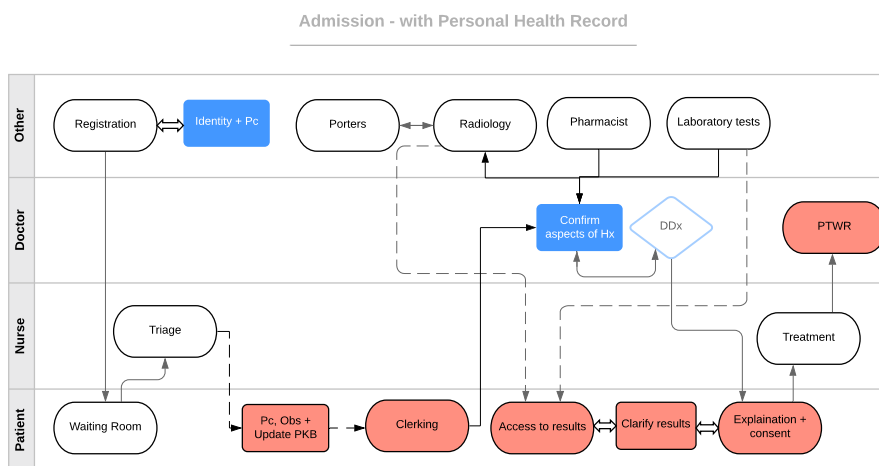 Admission - with Personal Health Record
Other
Registration
Identity + Pc
Porters
Radiology
Pharmacist
Laboratory tests
Doctor
Confirm
aspects of Hx
DDx
PTWR
Nurse
Triage
Treatment
Patient
Waiting Room
Pc, Obs +
Update PKB
Clerking
Access to results
Clarify results
Explaination +
consent